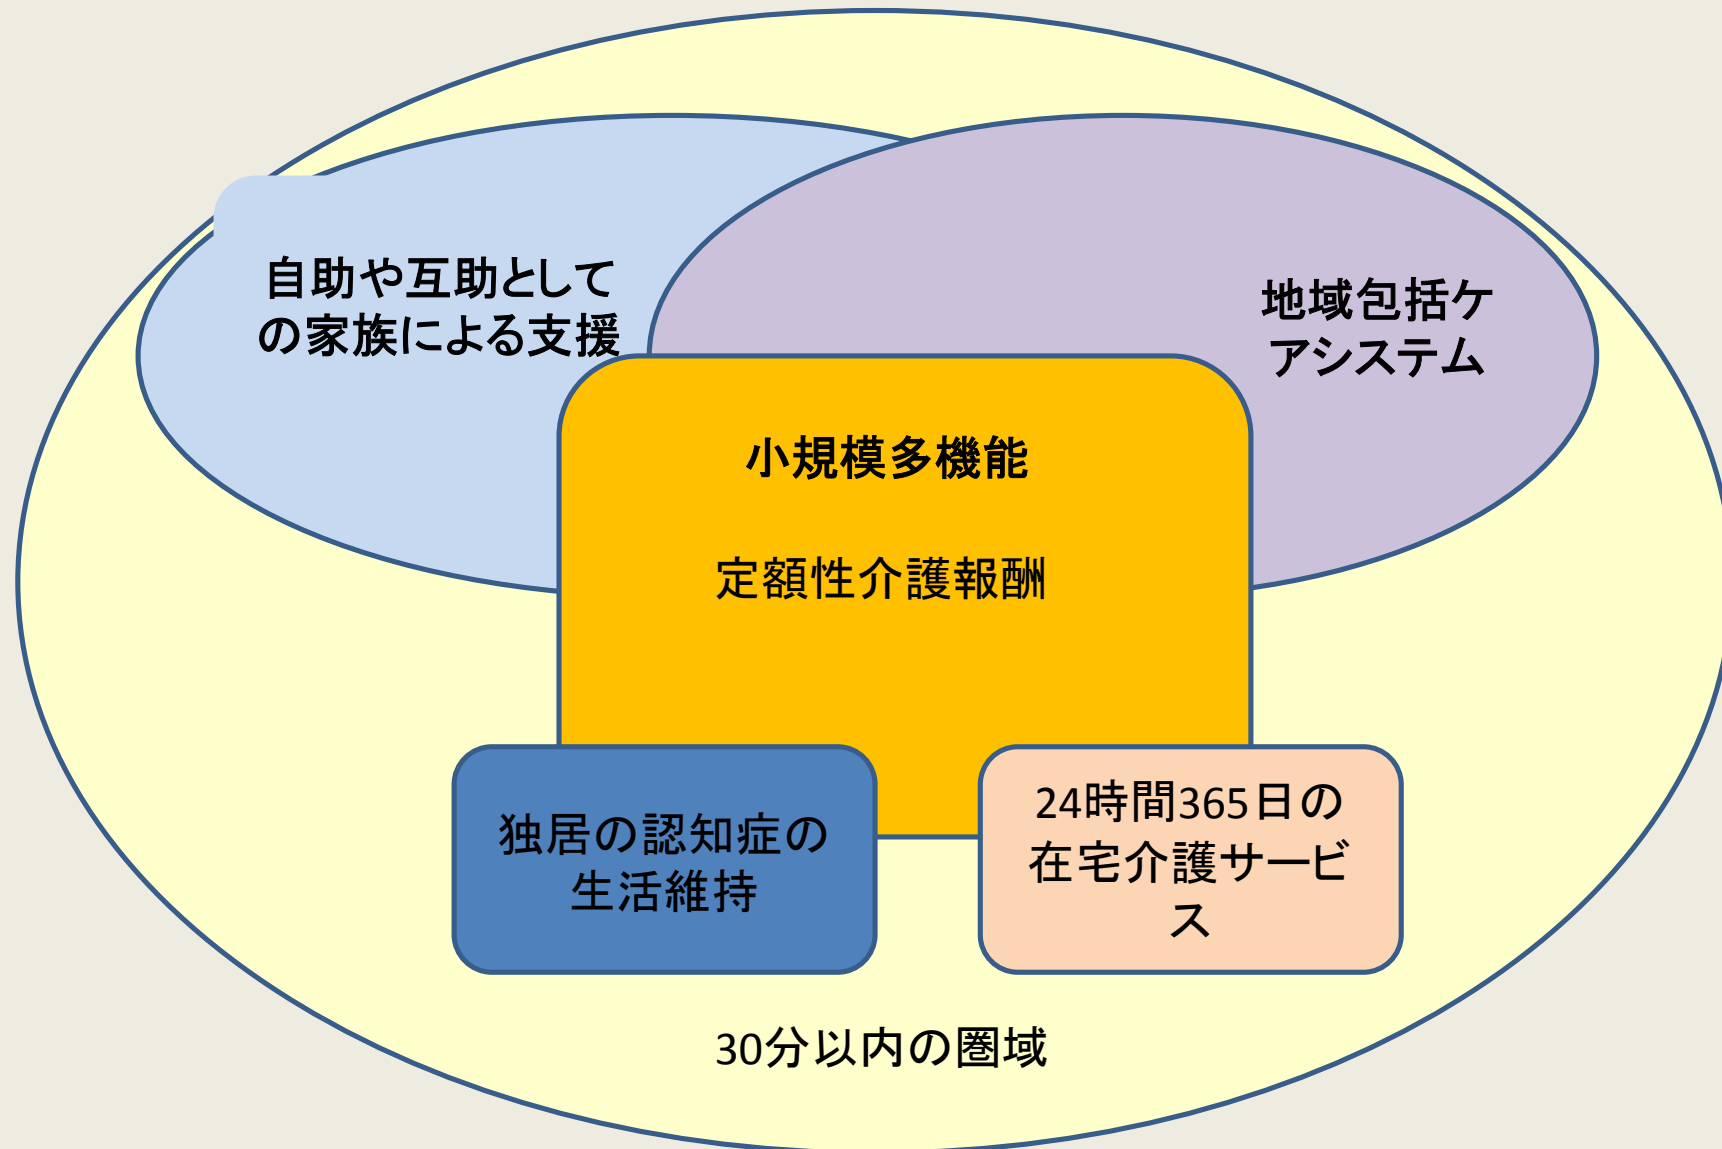 自助や互助として
の家族による支援
地域包括ケ
アシステム
小規模多機能
定額性介護報酬
独居の認知症の
生活維持
24時間365日の
在宅介護サービ
ス
30分以内の圏域